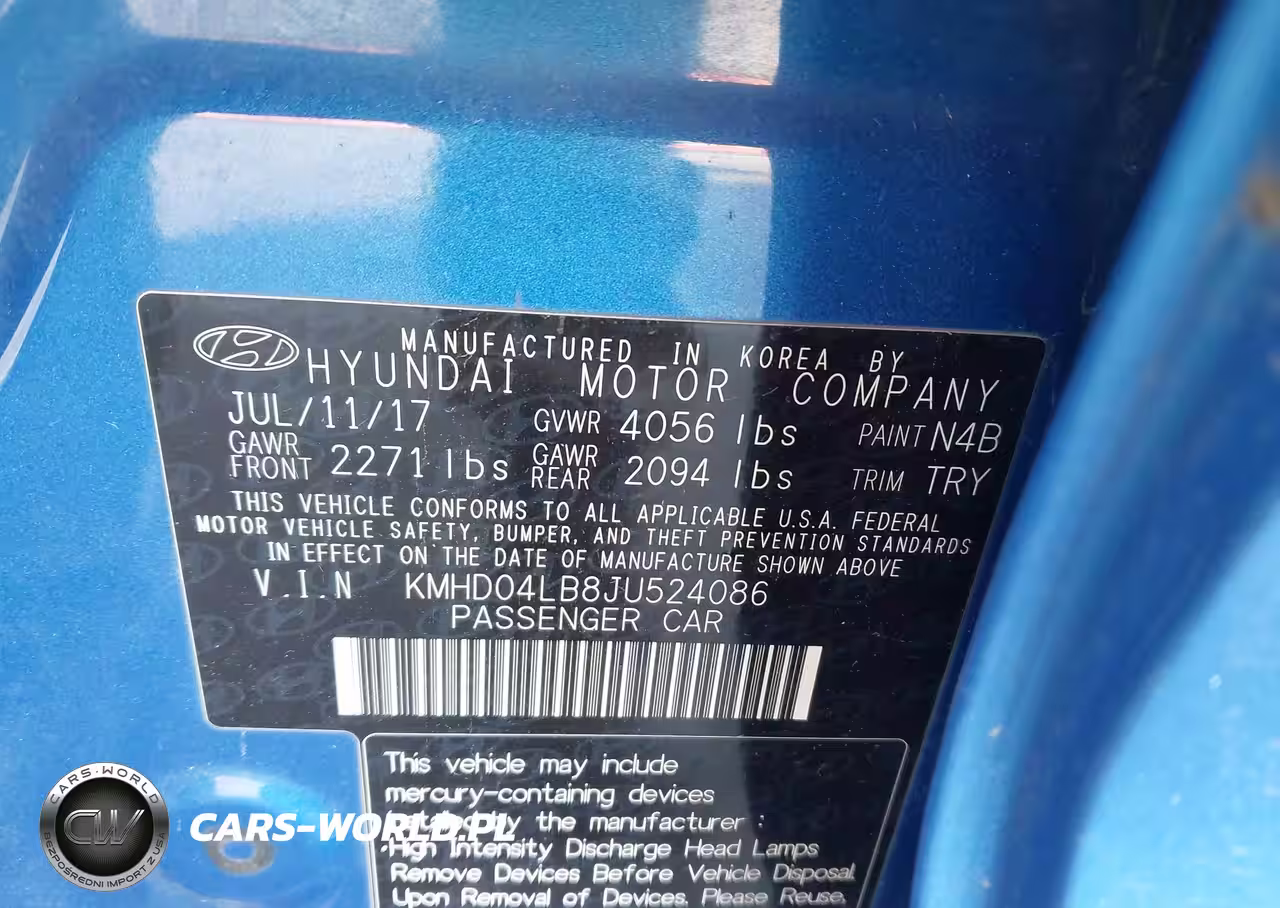 MANUFACTURED IN KOREA BY
HYUNDAI MOTOR COMPANY
JUL/11/17 GVWR 4056 lbs PAINT N4B
GAWR FRONT 2271 lbs GAWR REAR 2094 lbs TRIM TRY
THIS VEHICLE CONFORMS TO ALL APPLICABLE U.S.A. FEDERAL
MOTOR VEHICLE SAFETY, BUMPER, AND THEFT PREVENTION STANDARDS
IN EFFECT ON THE DATE OF MANUFACTURE SHOWN ABOVE
V.I.N KMHD04LB8JU524086
PASSENGER CAR
This vehicle may include
mercury-containing devices
by the manufacturer :
High Intensity Discharge Head Lamps
Remove Devices Before Vehicle Disposal.
Upon Removal of Devices. Please Reuse,
CARS-WORLD
CW
BEZPOŚREDNI IMPORT Z USA
CARS-WORLD.PL